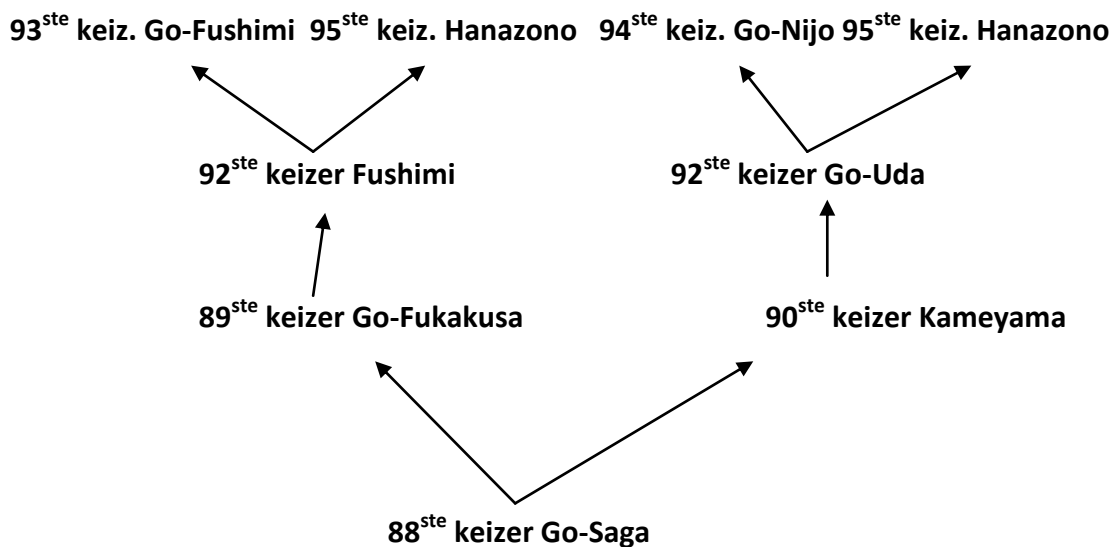 93ste keiz. Go-Fushimi 95ste keiz. Hanazono 94ste keiz. Go-Nijo 95ste keiz. Hanazono
92ste keizer Fushimi 92ste keizer Go-Uda
89ste keizer Go-Fukakusa 90ste keizer Kameyama
88ste keizer Go-Saga